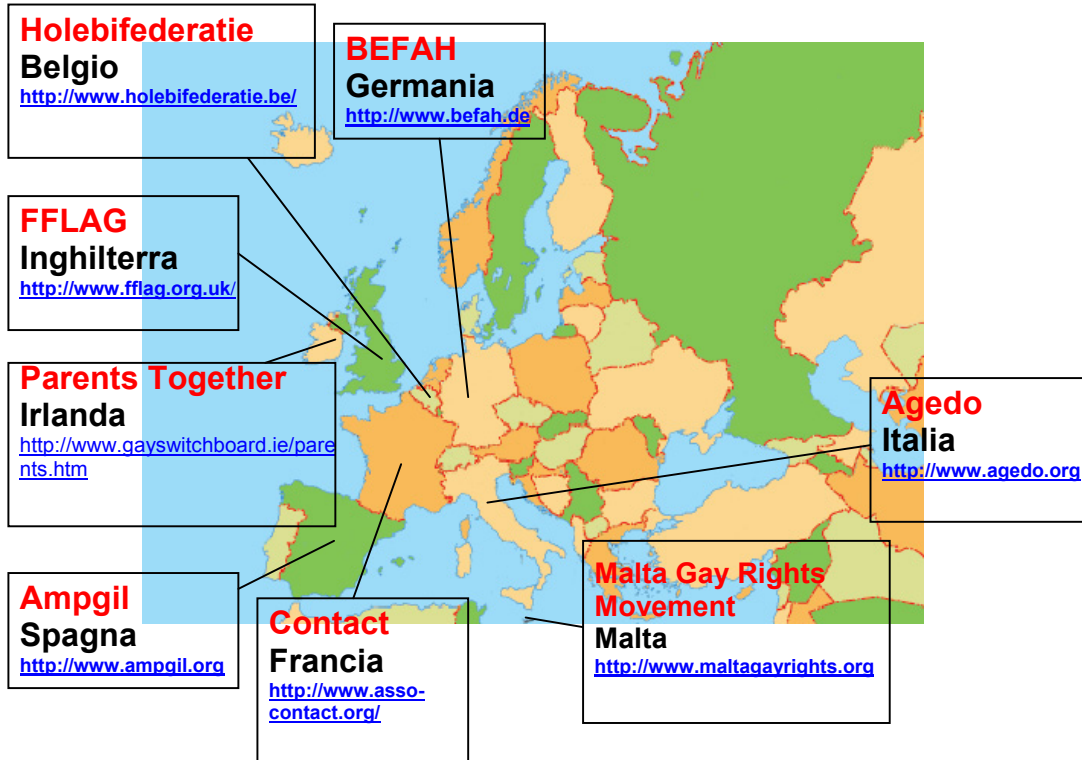 Holebifederatie
Belgio
http://www.holebifederatie.be/
BEFAH
Germania
http://www.befah.de
FFLAG
Inghilterra
http://www.fflag.org.uk/
Parents Together
Irlanda
http://www.gayswitchboard.ie/pare
nts.htm
Agedo
Italia
http://www.agedo.org
Ampgil
Spagna
http://www.ampgil.org
Contact
Francia
http://www.asso-
contact.org/
Malta Gay Rights
Movement
Malta
http://www.maltagayrights.org